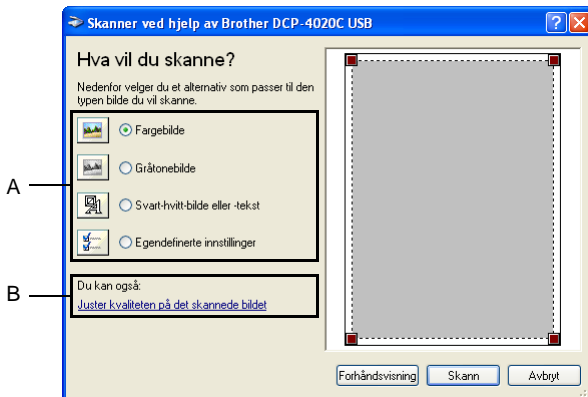 Skanner ved hjelp av Brother DCP-4020C USB
Hva vil du skanne?
Nedenfor velger du et alternativ som passer til den
typen bilde du vil skanne.
A
Fargebilde
Gråtonebilde
Svart-hvitt-bilde eller -tekst
Egendefinerte innstillinger
B
Du kan også:
Juster kvaliteten på det skannede bildet
Forhåndsvisning
Skann
Avbryt